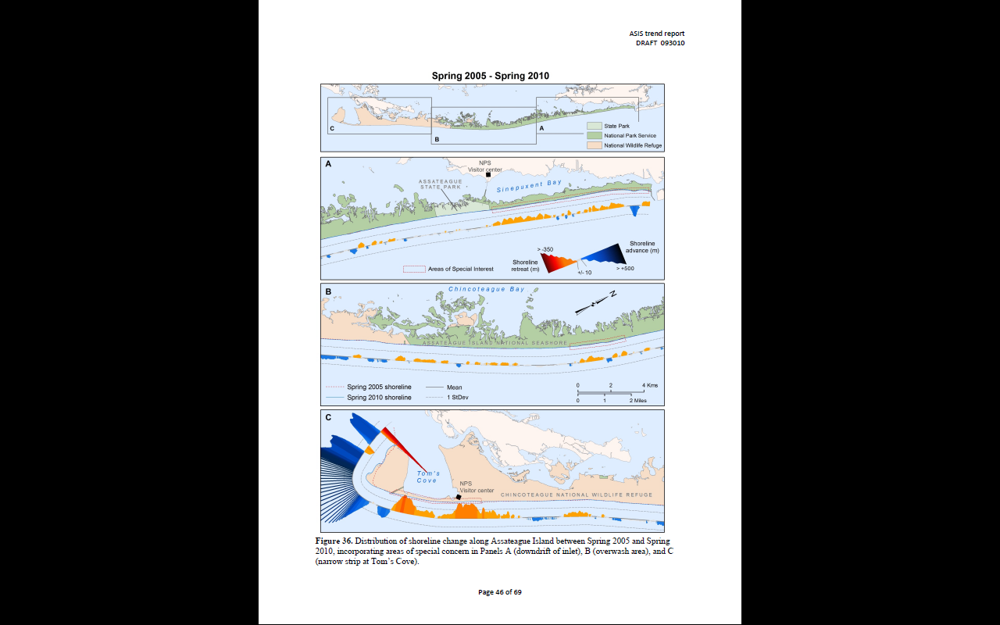 ASIS trend report
DRAFT 093010
Spring 2005 - Spring 2010
C
B
A
State Park
National Park Service
National Wildlife Refuge
A
NPS
Visitor center
ASSATEAGUE
STATE PARK
Sinepuxent Bay
Shoreline
advance (m)
> -350
Shoreline
retreat (m)
+/- 10
> +500
Areas of Special Interest
B
Chincoteague Bay
N
ASSATEAGUE ISLAND NATIONAL SEASHORE
Spring 2005 shoreline
Mean
Spring 2010 shoreline
1 StDev
0 2 4 Kms
0 1 2 Miles
C
Tom's
Cove
NPS
Visitor center
CHINCOTEAGUE NATIONAL WILDLIFE REFUGE
Figure 36. Distribution of shoreline change along Assateague Island between Spring 2005 and Spring
2010, incorporating areas of special concern in Panels A (downdrift of inlet), B (overwash area), and C
(narrow strip at Tom's Cove).
Page 46 of 69